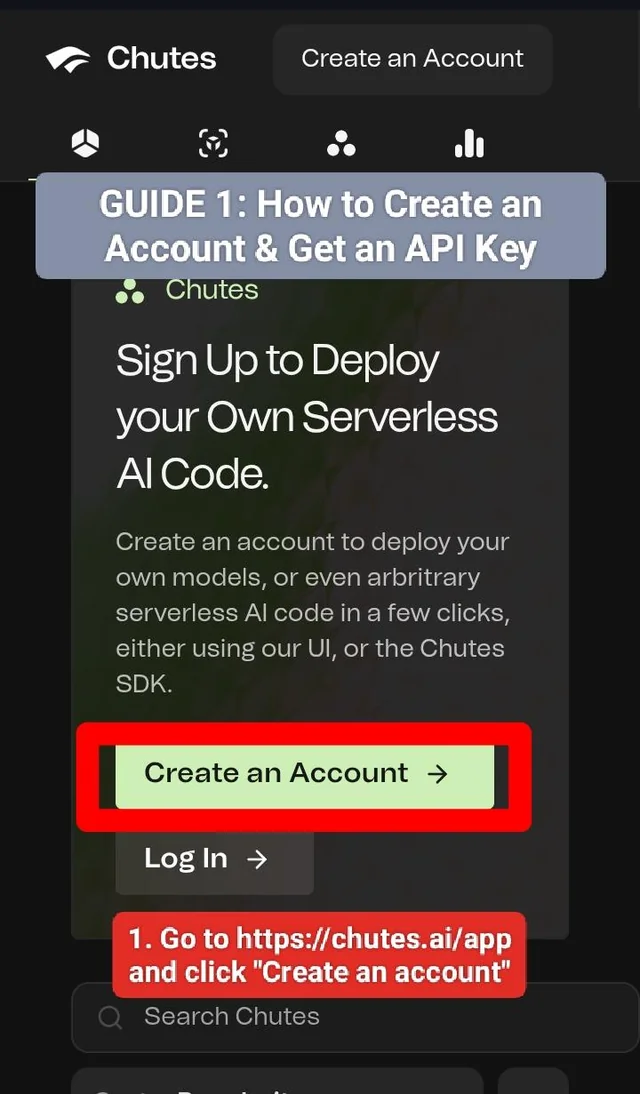 Chutes
Create an Account
GUIDE 1: How to Create an
Account & Get an API Key
Chutes
Sign Up to Deploy
your Own Serverless
AI Code.
Create an account to deploy your
own models, or even arbritrary
serverless AI code in a few clicks,
either using our UI, or the Chutes
SDK.
Create an Account →
Log In →
1. Go to https://chutes.ai/app
and click "Create an account"
Search Chutes